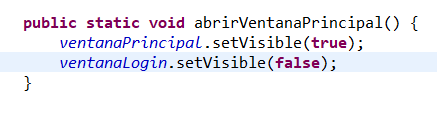 public static void abrirVentanaPrincipal() {
    ventanaPrincipal.setVisible(true);
    ventanaLogin.setVisible(false);
}